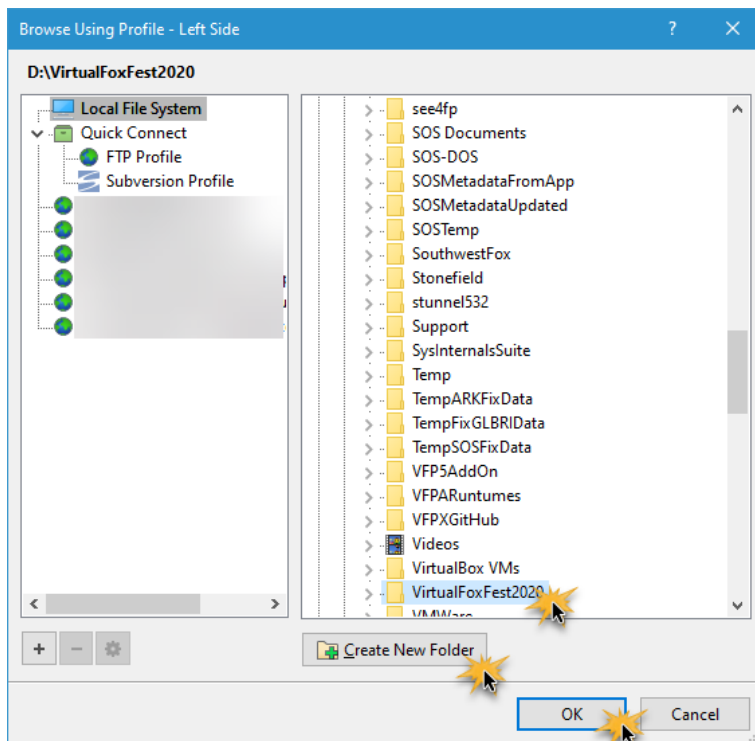 Browse Using Profile - Left Side
D:\VirtualFoxFest2020
Local File System
Quick Connect
FTP Profile
Subversion Profile
see4fp
SOS Documents
SOS-DOS
SOSMetadataFromApp
SOSMetadataUpdated
SOSTemp
SouthwestFox
Stonefield
stunnel532
Support
SysInternalsSuite
Temp
TempARKFixData
TempFixGLBRIData
TempSOSFixData
VFP5AddOn
VFPARuntumes
VFPXGitHub
Videos
VirtualBox VMs
VirtualFoxFest2020
VMWare
Create New Folder
OK
Cancel